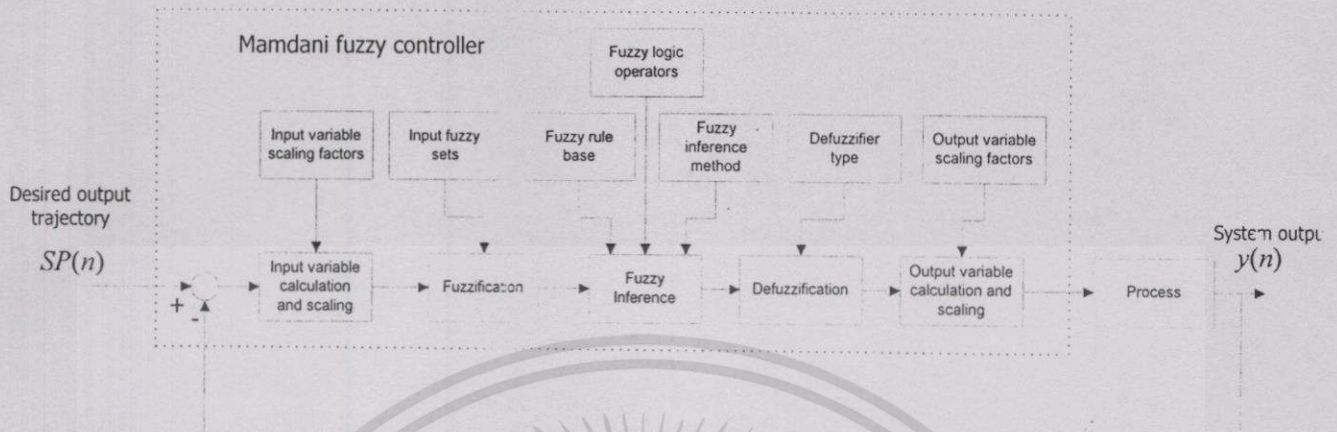 Mamdani fuzzy controller
Fuzzy logic
operators
Input variable
scaling factors
Input fuzzy
sets
Fuzzy rule
base
Fuzzy
inference
method
Defuzzifier
type
Output variable
scaling factors
Desired output
trajectory
SP(n)
+
-
Input variable
calculation
and scaling
Fuzzification
Fuzzy
Inference
Defuzzification
Output variable
calculation and
scaling
Process
System outpu
y(n)